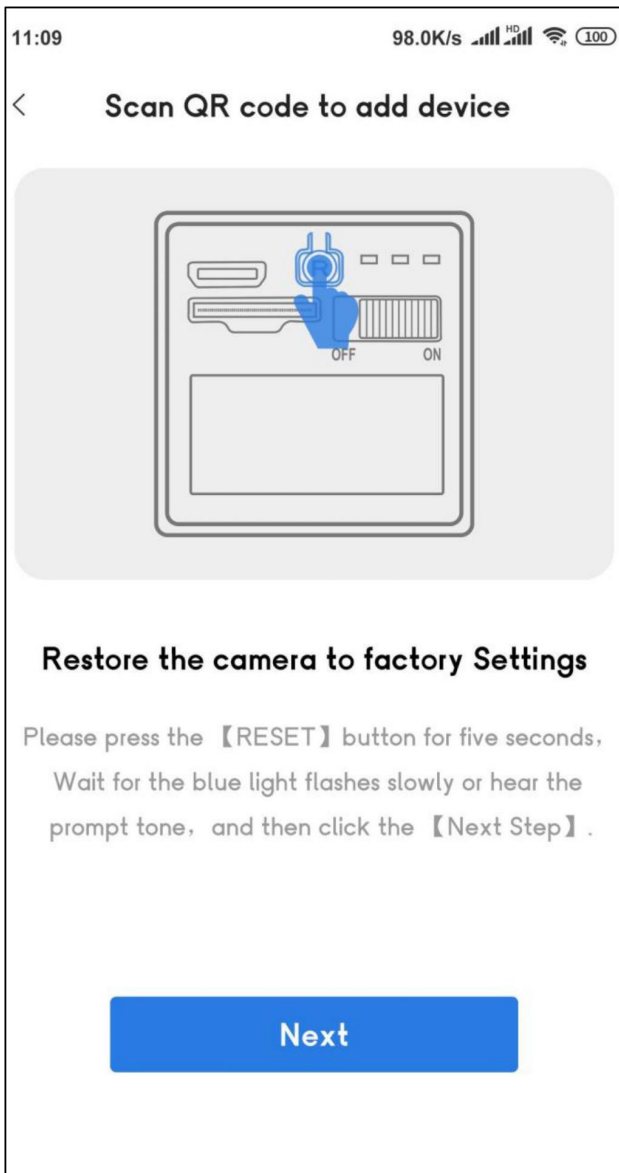 11:09 98.0K/s HD 100
< Scan QR code to add device
R
OFF ON
Restore the camera to factory Settings
Please press the 【RESET】 button for five seconds,
Wait for the blue light flashes slowly or hear the
prompt tone, and then click the 【Next Step】.
Next